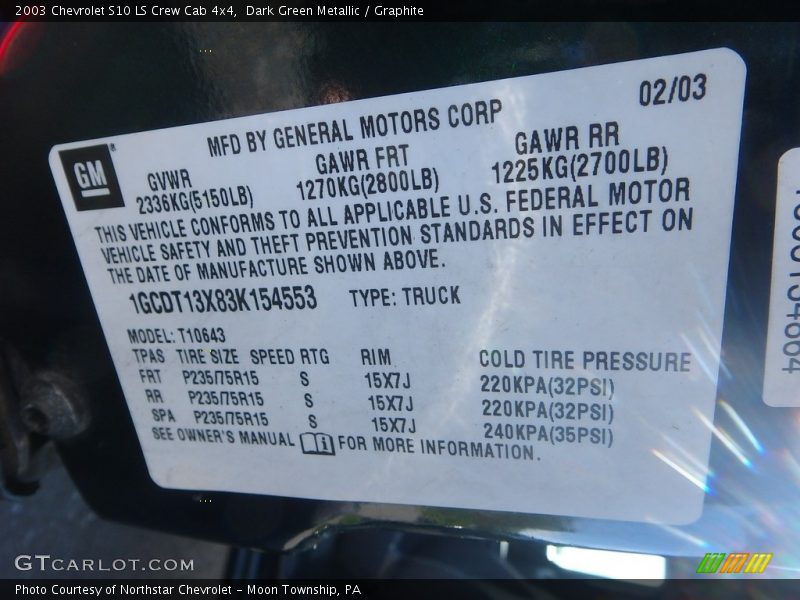 2003 Chevrolet S10 LS Crew Cab 4x4,  Dark Green Metallic / Graphite
02/03
MFD BY GENERAL MOTORS CORP
GM
GVWR GAWR FRT GAWR RR
2336KG(5150LB) 1270KG(2800LB) 1225KG(2700LB)
THIS VEHICLE CONFORMS TO ALL APPLICABLE U.S. FEDERAL MOTOR
VEHICLE SAFETY AND THEFT PREVENTION STANDARDS IN EFFECT ON
THE DATE OF MANUFACTURE SHOWN ABOVE.
1GCDT13X83K154553 TYPE: TRUCK
MODEL: T10643
TPAS TIRE SIZE SPEED RTG RIM COLD TIRE PRESSURE
FRT P235/75R15 S 15X7J 220KPA(32PSI)
RR P235/75R15 S 15X7J 220KPA(32PSI)
SPA P235/75R15 S 15X7J 240KPA(35PSI)
SEE OWNER'S MANUAL FOR MORE INFORMATION.
GTCARLOT.COM
Photo Courtesy of Northstar Chevrolet - Moon Township, PA